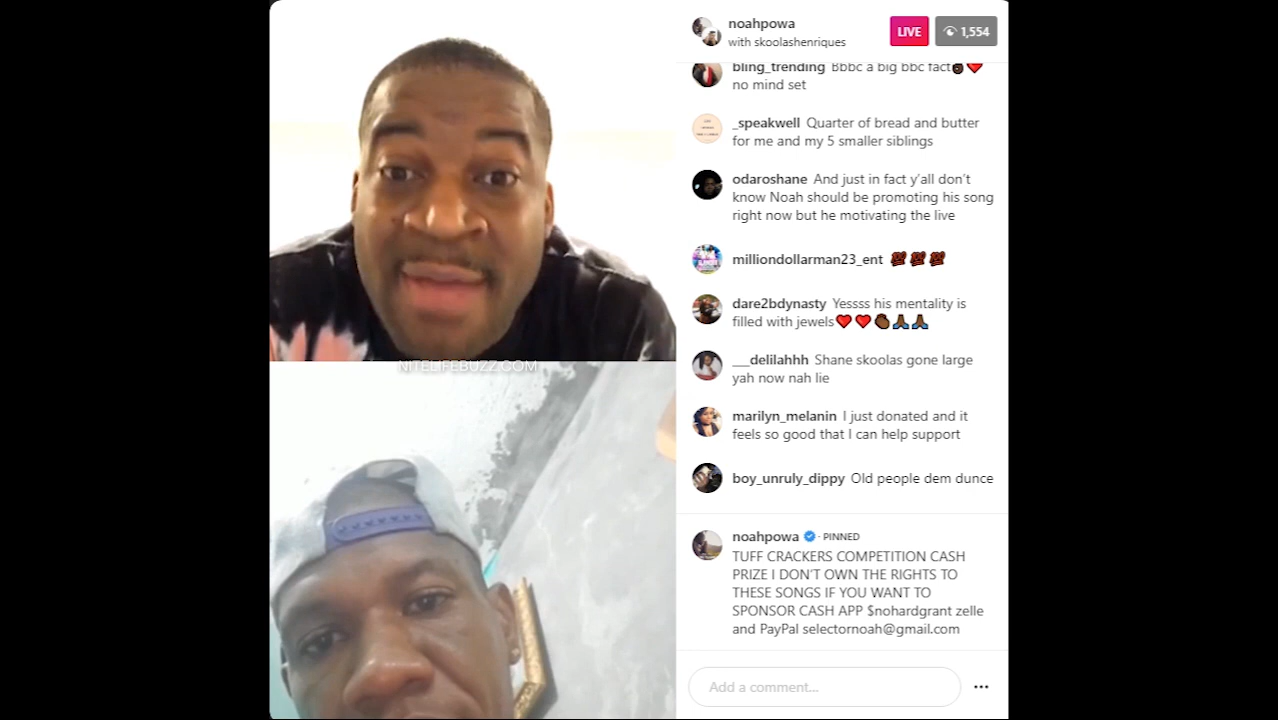 noahpowa
with skoolashenriques
LIVE
1,554
bling_trending Bbbc a big bbc fact
no mind set
_speakwell Quarter of bread and butter
for me and my 5 smaller siblings
odaroshane And just in fact y'all don't
know Noah should be promoting his song
right now but he motivating the live
milliondollarman23_ent 💯💯💯
dare2bdynasty Yessss his mentality is
filled with jewels❤️❤️👏🏿🙏🏾🙏🏾
___delilahhh Shane skoolas gone large
yah now nah lie
marilyn_melanin I just donated and it
feels so good that I can help support
boy_unruly_dippy Old people dem dunce
noahpowa · PINNED
TUFF CRACKERS COMPETITION CASH
PRIZE I DON'T OWN THE RIGHTS TO
THESE SONGS IF YOU WANT TO
SPONSOR CASH APP $nohardgrant zelle
and PayPal selectornoah@gmail.com
Add a comment...
NITELIFEBUZZ.COM